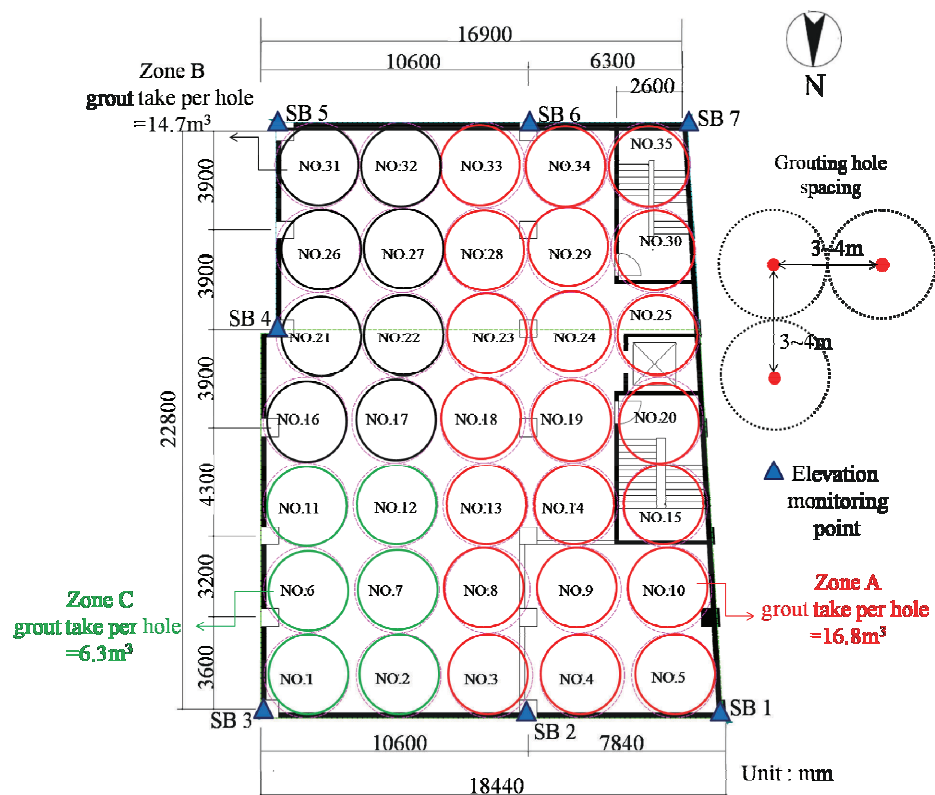 16900
10600
6300
2600
N
Zone B
grout take per hole
=14.7m³
SB 5
SB 6
SB 7
NO.31
NO.32
NO.33
NO.34
NO.35
3900
Grouting hole
spacing
NO.26
NO.27
NO.28
NO.29
NO.30
3900
3~4m
SB 4
NO.21
NO.22
NO.23
NO.24
NO.25
3~4m
3900
22800
NO.16
NO.17
NO.18
NO.19
NO.20
4300
Elevation
monitoring
point
NO.11
NO.12
NO.13
NO.14
NO.15
3200
Zone C
grout take per hole
=6.3m³
NO.6
NO.7
NO.8
NO.9
NO.10
Zone A
grout take per hole
=16.8m³
3600
NO.1
NO.2
NO.3
NO.4
NO.5
SB 3
SB 2
SB 1
10600
7840
18440
Unit : mm